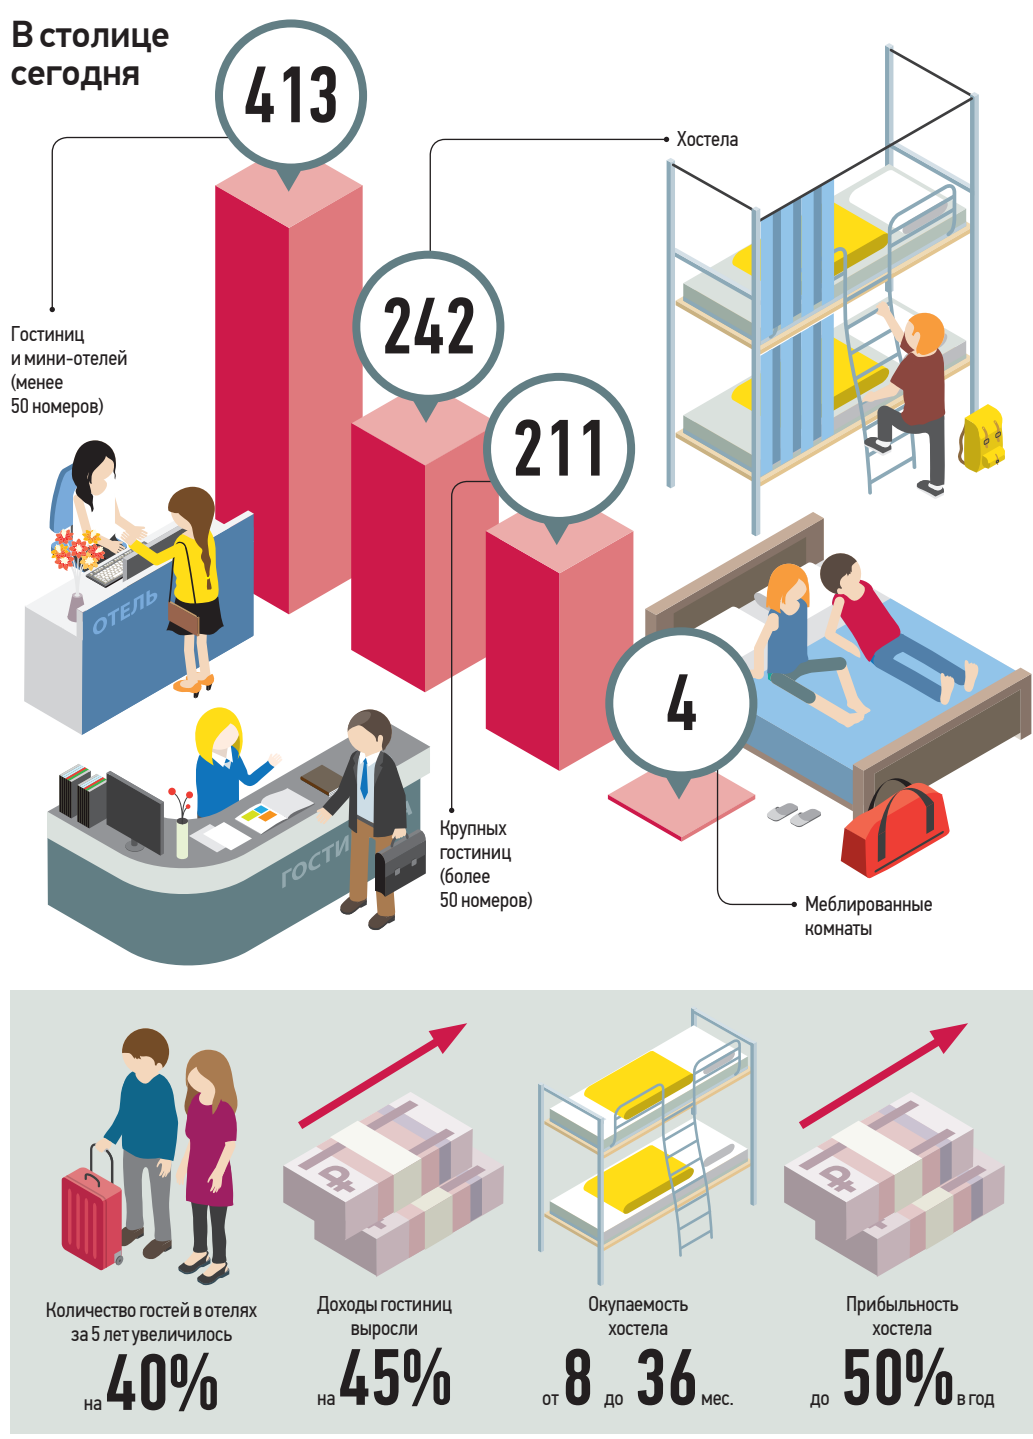 В столице
сегодня
413
Гостиниц
и мини-отелей
(менее
50 номеров)
242
Хостела
211
Крупных
гостиниц
(более
50 номеров)
4
Меблированные
комнаты
ОТЕЛЬ
ГОСТИ
Количество гостей в отелях
за 5 лет увеличилось
на 40%
Доходы гостиниц
выросли
на 45%
Окупаемость
хостела
от 8 до 36 мес.
Прибыльность
хостела
до 50% в год